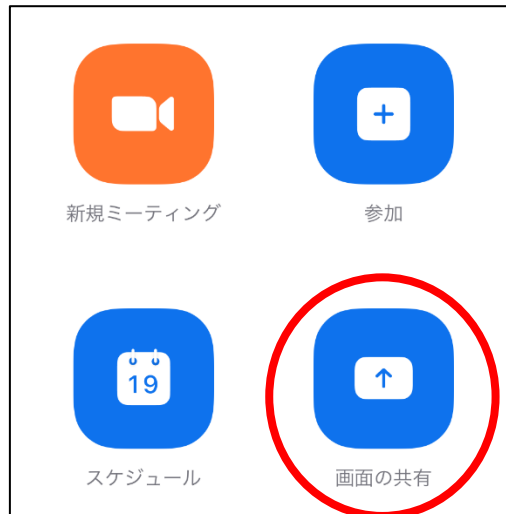 新規ミーティング
参加
19
スケジュール
画面の共有